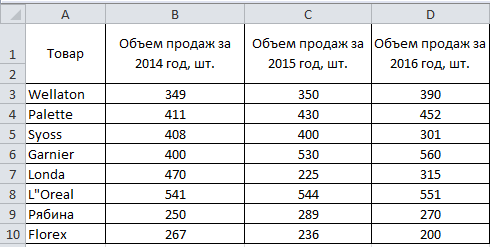 A B C D
1 Товар Объем продаж за Объем продаж за Объем продаж за
2 2014 год, шт. 2015 год, шт. 2016 год, шт.
3 Wellaton 349 350 390
4 Palette 411 430 452
5 Syoss 408 400 301
6 Garnier 400 530 560
7 Londa 470 225 315
8 L"Oreal 541 544 551
9 Рябина 250 289 270
10 Florex 267 236 200